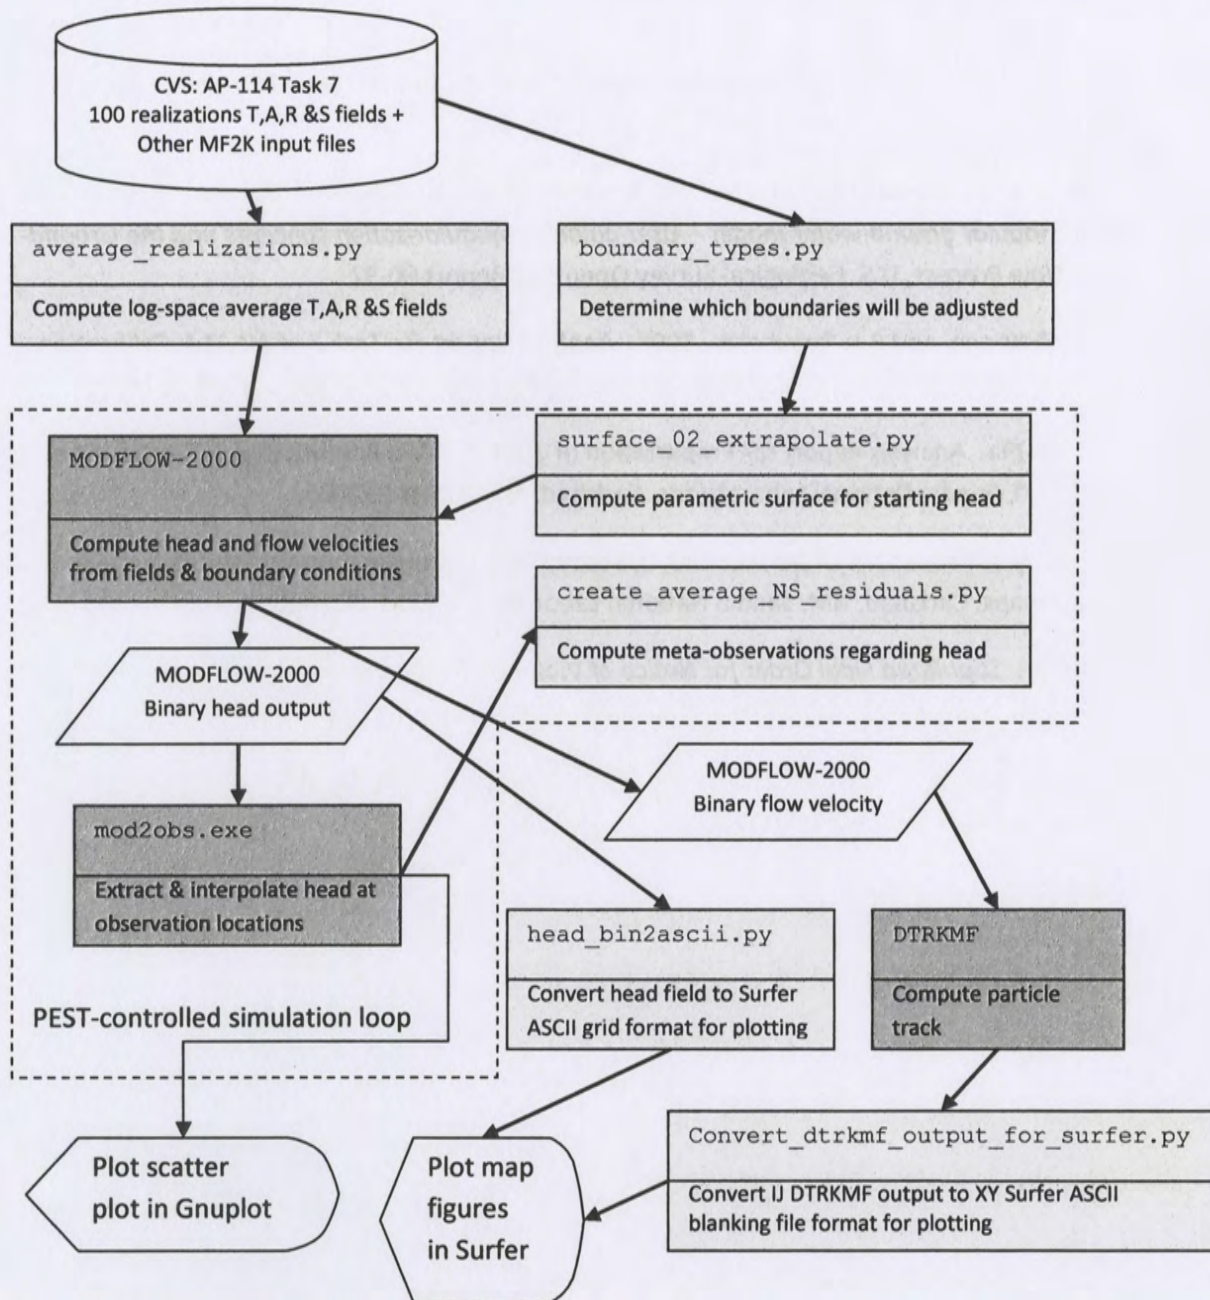 CVS: AP-114 Task 7
100 realizations T,A,R &S fields +
Other MF2K input files
average_realizations.py
Compute log-space average T,A,R &S fields
boundary_types.py
Determine which boundaries will be adjusted
MODFLOW-2000
Compute head and flow velocities
from fields & boundary conditions
surface_02_extrapolate.py
Compute parametric surface for starting head
create_average_NS_residuals.py
Compute meta-observations regarding head
MODFLOW-2000
Binary head output
MODFLOW-2000
Binary flow velocity
mod2obs.exe
Extract & interpolate head at
observation locations
PEST-controlled simulation loop
head_bin2ascii.py
Convert head field to Surfer
ASCII grid format for plotting
DTRKMF
Compute particle
track
Convert_dtrkmf_output_for_surfer.py
Convert IJ DTRKMF output to XY Surfer ASCII
blanking file format for plotting
Plot scatter
plot in Gnuplot
Plot map
figures
in Surfer